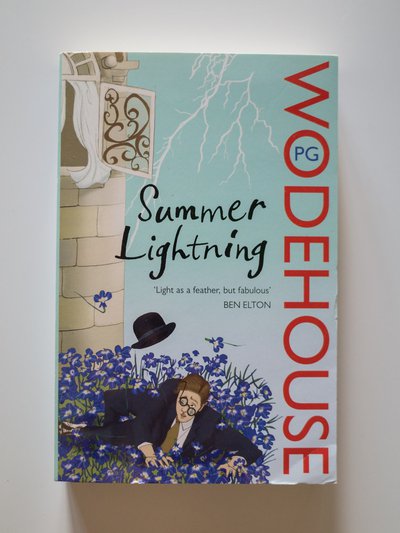 PG
WODEHOUSE
Summer
Lightning
'Light as a feather, but fabulous'
BEN ELTON